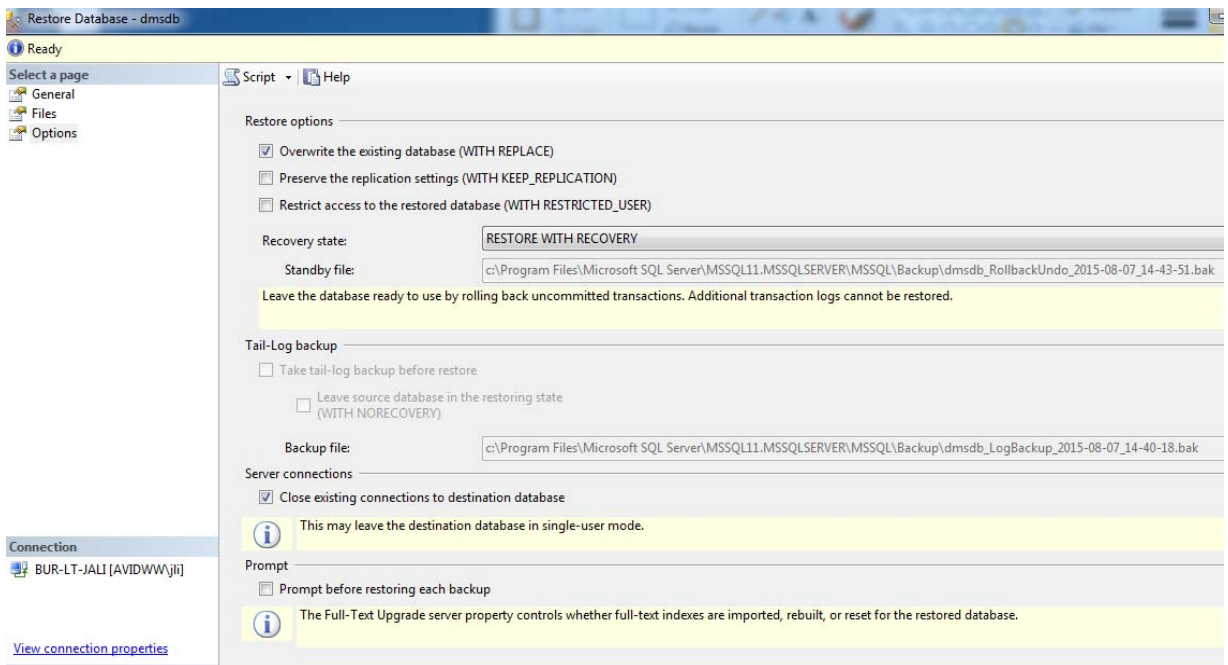 Restore Database - dmsdb
Ready
Select a page
General
Files
Options
Script
Help
Restore options
Overwrite the existing database (WITH REPLACE)
Preserve the replication settings (WITH KEEP_REPLICATION)
Restrict access to the restored database (WITH RESTRICTED_USER)
Recovery state:
RESTORE WITH RECOVERY
Standby file:
c:\Program Files\Microsoft SQL Server\MSSQL11.MSSQLSERVER\MSSQL\Backup\dmsdb_RollbackUndo_2015-08-07_14-43-51.bak
Leave the database ready to use by rolling back uncommitted transactions. Additional transaction logs cannot be restored.
Tail-Log backup
Take tail-log backup before restore
Leave source database in the restoring state
(WITH NORECOVERY)
Backup file:
c:\Program Files\Microsoft SQL Server\MSSQL11.MSSQLSERVER\MSSQL\Backup\dmsdb_LogBackup_2015-08-07_14-40-18.bak
Server connections
Close existing connections to destination database
This may leave the destination database in single-user mode.
Connection
BUR-LT-JALI [AVIDWW\jli]
View connection properties
Prompt
Prompt before restoring each backup
The Full-Text Upgrade server property controls whether full-text indexes are imported, rebuilt, or reset for the restored database.